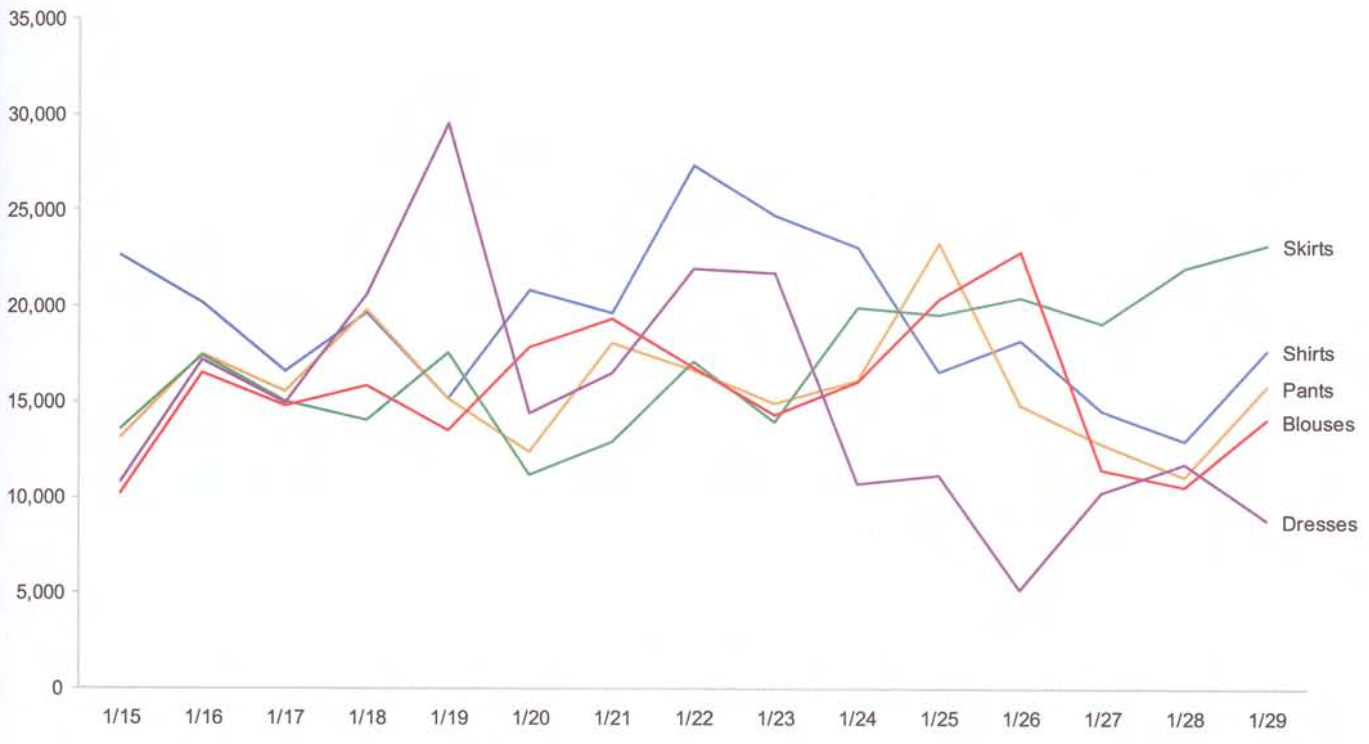 35,000
30,000
25,000
20,000
15,000
10,000
5,000
0
Skirts
Shirts
Pants
Blouses
Dresses
1/15 1/16 1/17 1/18 1/19 1/20 1/21 1/22 1/23 1/24 1/25 1/26 1/27 1/28 1/29